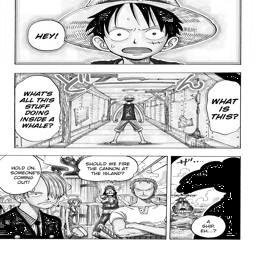 HEY!
WHAT
IS
THIS?
WHAT'S
ALL THIS
STUFF
DOING
INSIDE A
WHALE?
A
SHIP,
EH...?
SHOULD WE FIRE
THE CANNON AT
THE ISLAND?
HOLD ON.
SOMEONE'S
COMING
OUT!